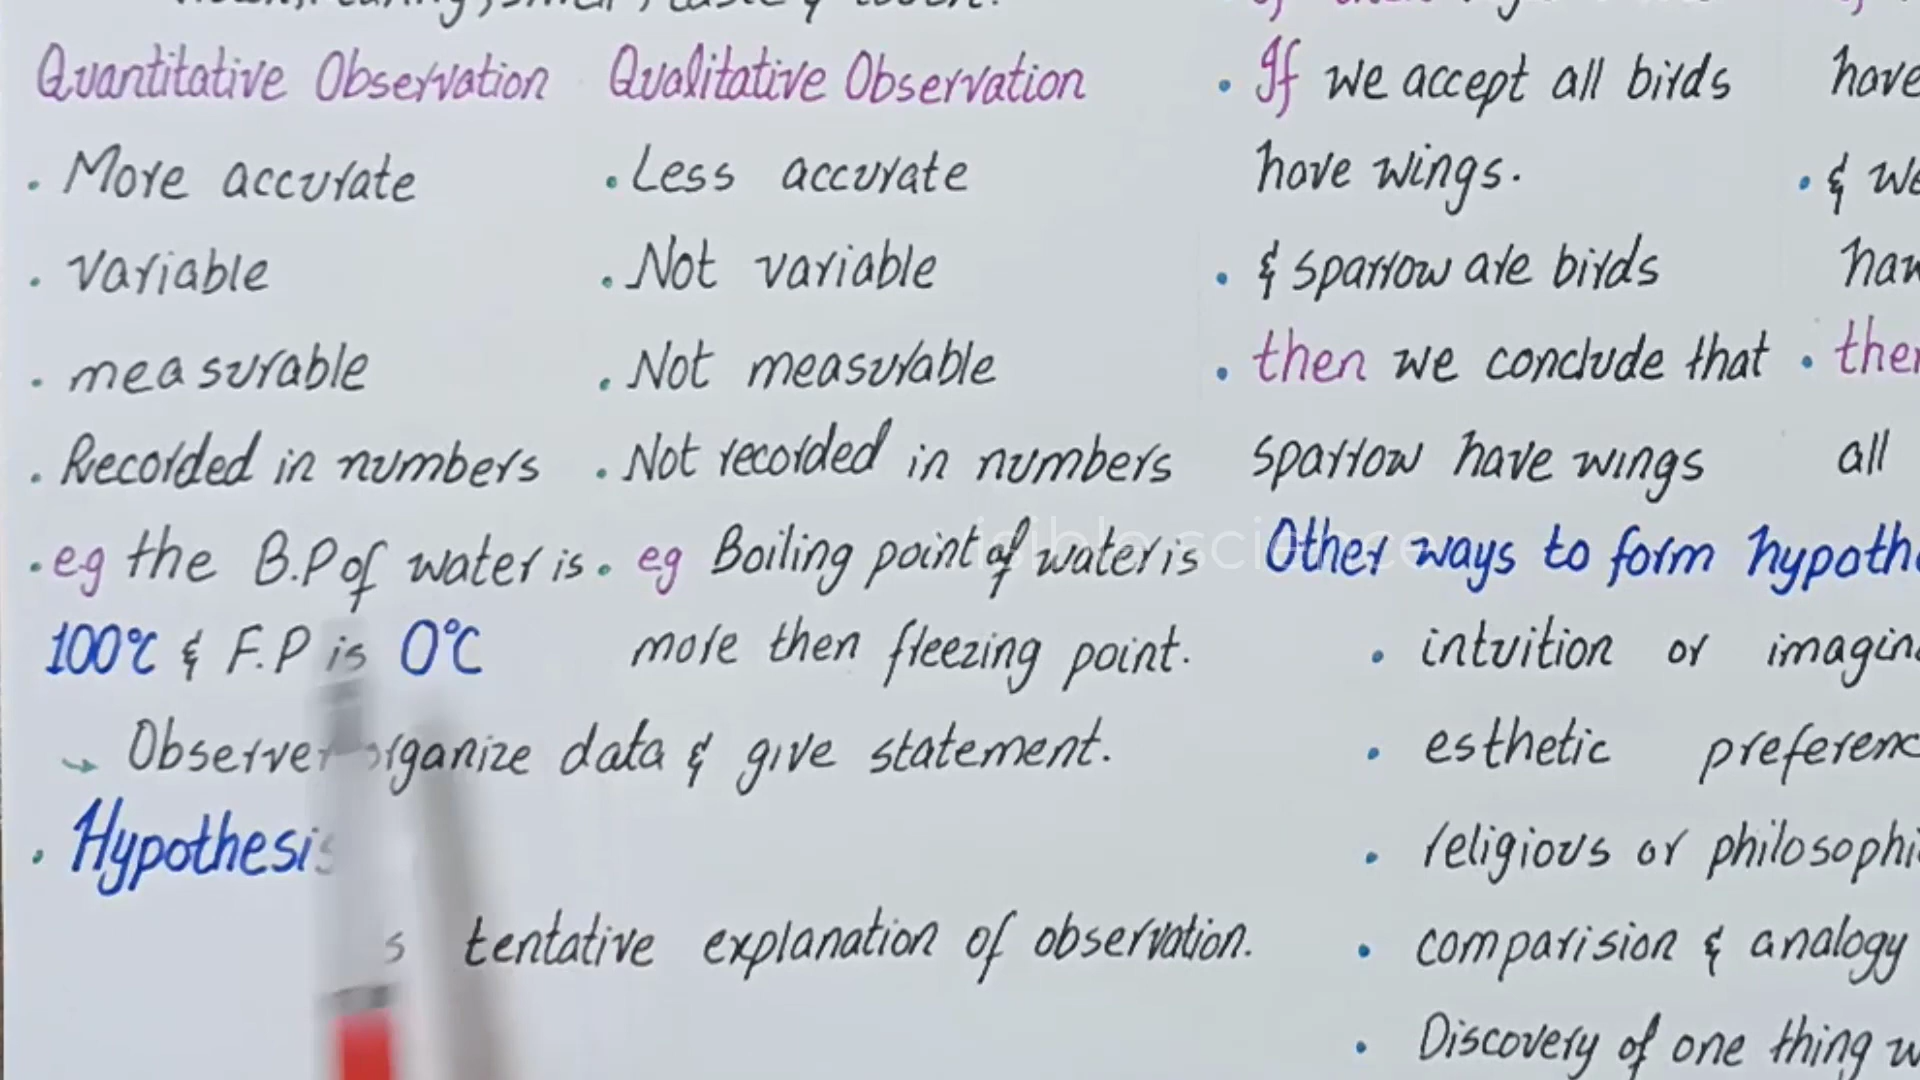 Quantitative Observation Qualitative Observation
. More accurate . Less accurate
. variable . Not variable
. measurable . Not measurable
. Recorded in numbers . Not recorded in numbers
. eg the B.P of water is . eg Boiling point of water is
100°C & F.P is 0°C more then freezing point.
→ Observer organize data & give statement.
. Hypothesis
tentative explanation of observation.
• If we accept all birds
hove wings.
• & sparrow are birds
• then we conclude that
sparrow have wings
Other ways to form
• intuition or
• esthetic
• religious or
• comparision & analogy
• Discovery of one thing
have
• & we
•
all
visible science